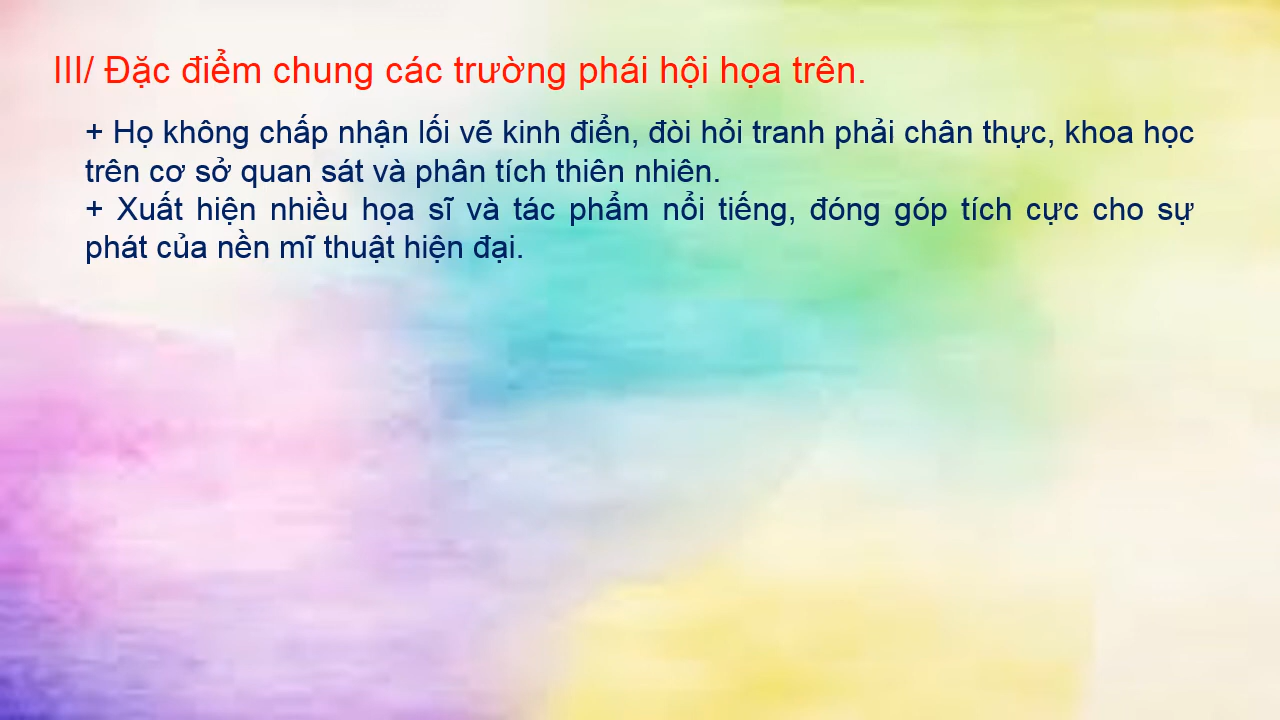 III/ Đặc điểm chung các trường phái hội họa trên.
+ Họ không chấp nhận lối vẽ kinh điển, đòi hỏi tranh phải chân thực, khoa học
trên cơ sở quan sát và phân tích thiên nhiên.
+ Xuất hiện nhiều họa sĩ và tác phẩm nổi tiếng, đóng góp tích cực cho sự
phát của nền mĩ thuật hiện đại.